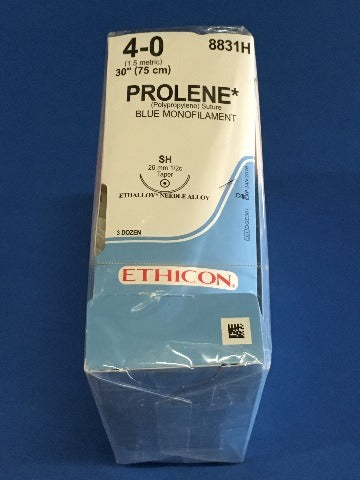 4-0
8831H
(1.5 metric)
30" (75 cm)
PROLENE*
(Polypropylene) Suture
BLUE MONOFILAMENT
SH
26 mm 1/2c
Taper
ETHALLOY* NEEDLE ALLOY
3 DOZEN
ETHICON